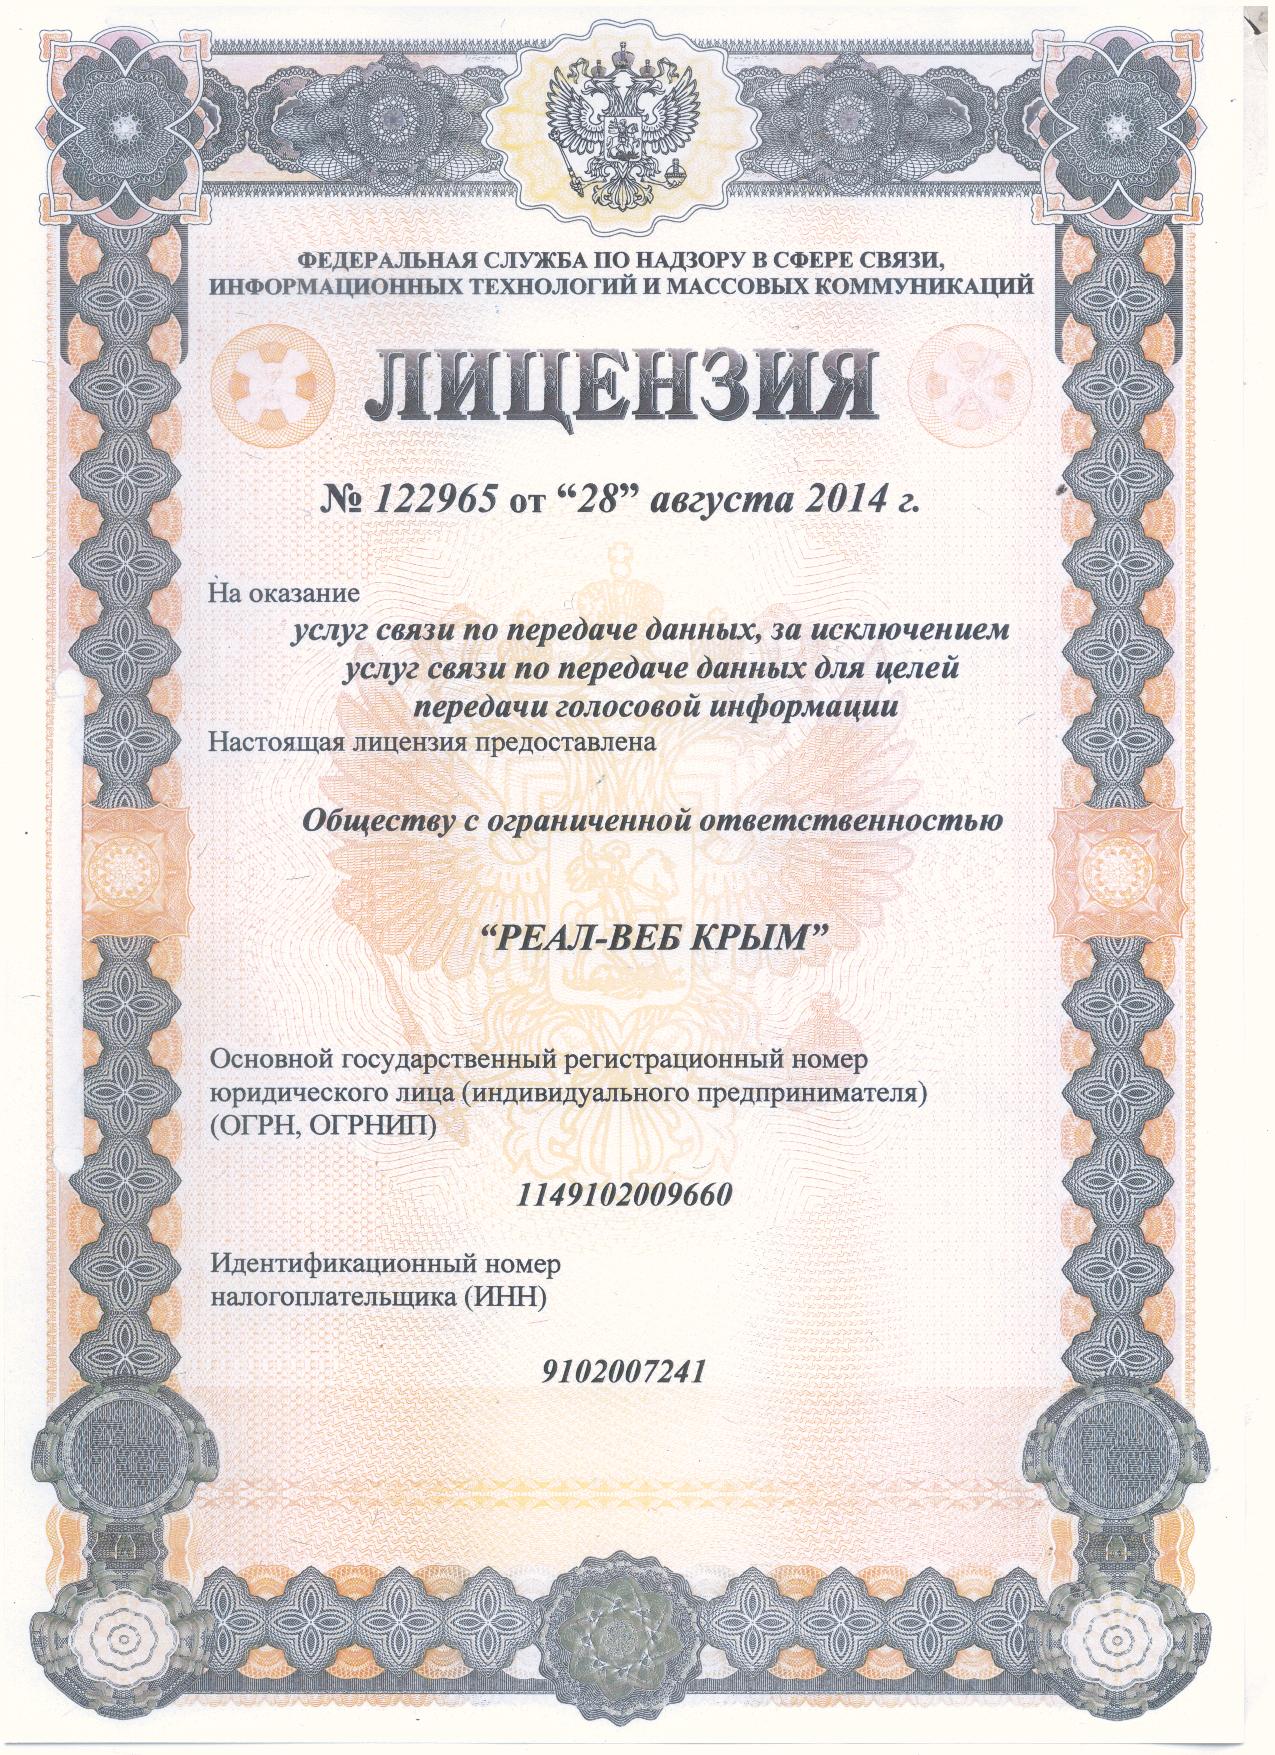 ФЕДЕРАЛЬНАЯ СЛУЖБА ПО НАДЗОРУ В СФЕРЕ СВЯЗИ,
ИНФОРМАЦИОННЫХ ТЕХНОЛОГИЙ И МАССОВЫХ КОММУНИКАЦИЙ
ЛИЦЕНЗИЯ
№ 122965 от “28” августа 2014 г.
На оказание
услуг связи по передаче данных, за исключением
услуг связи по передаче данных для целей
передачи голосовой информации
Настоящая лицензия предоставлена
Обществу с ограниченной ответственностью
“РЕАЛ-ВЕБ КРЫМ”
Основной государственный регистрационный номер
юридического лица (индивидуального предпринимателя)
(ОГРН, ОГРНИП)
1149102009660
Идентификационный номер
налогоплательщика (ИНН)
9102007241